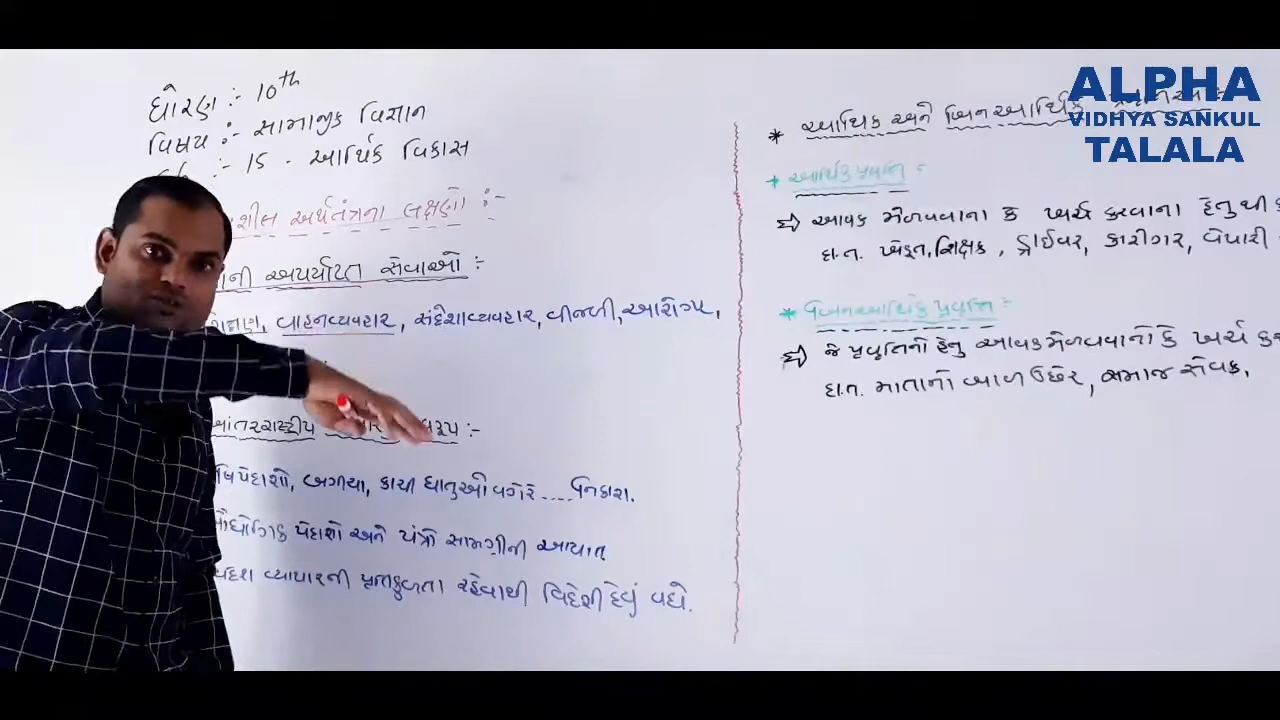 ધોરણ :- 10th
વિષય :- સામાજીક વિજ્ઞાન
:- 15 - આર્થિક વિકાસ
શીલ અર્થતંત્રના લક્ષણો :-
ની અપર્યાપ્ત સેવાઓ :-
વાહનવ્યવહાર, સંદેશાવ્યવહાર, વીજળી, આરોગ્ય,
આંતરરાષ્ટ્રીય
પેદાશો, બગીચા, કાચી ધાતુઓ વગેરે .... નિકાસ.
ઔદ્યોગિક પેદાશો અને યંત્રો સામગ્રીની આયાત
વ્યાપારની પ્રતિકુળતા રહેવાથી વિદેશી દેવું વધે.
ALPHA
VIDHYA SANKUL
TALALA
* આર્થિક અને બિનઆર્થિક
* આર્થિક પ્રવૃત્તિ :-
⇒ આવક મેળવવાના કે ખર્ચ કરવાના હેતુથી
દા.ત. ખેડૂત, શિક્ષક, ડ્રાઈવર, કારીગર, વેપારી
* બિનઆર્થિક પ્રવૃત્તિ :-
⇒ જે પ્રવૃત્તિનો હેતુ આવક મેળવવાનો કે ખર્ચ
દા.ત. માતાનો બાળ ઉછેર, સમાજ સેવક.